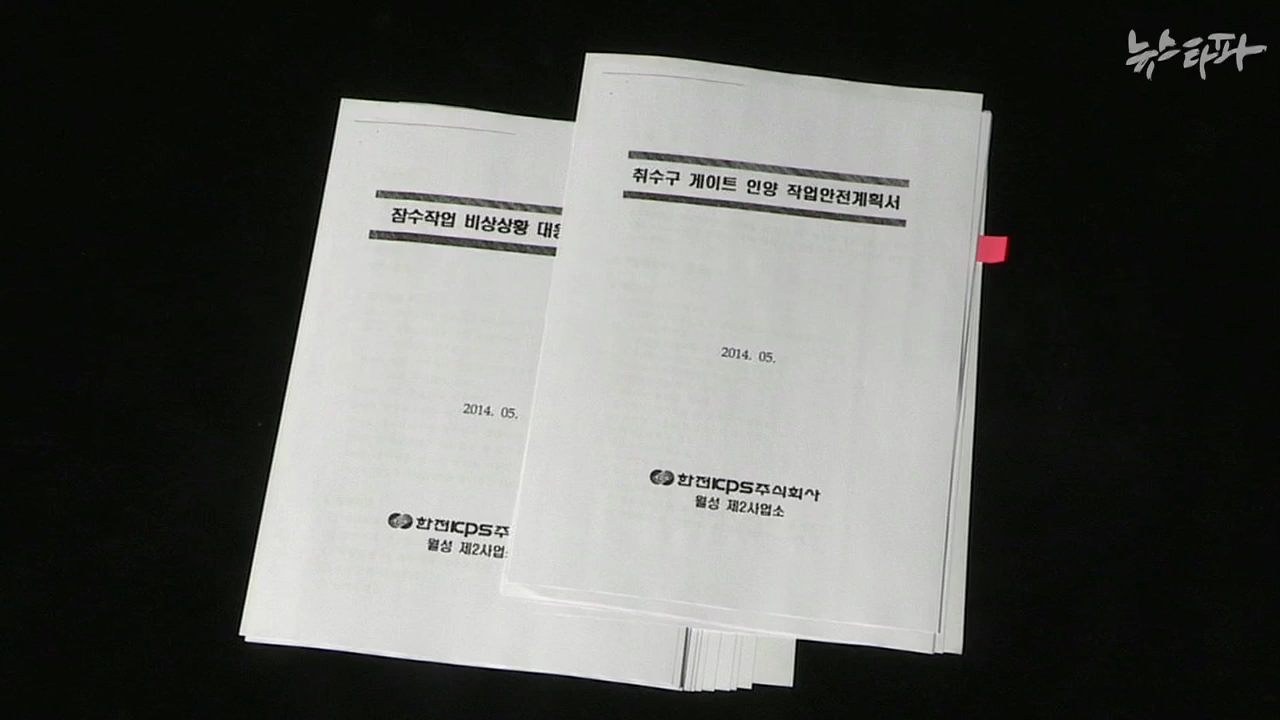 뉴스타파
취수구 게이트 인양 작업안전계획서
2014. 05.
한전KPS주식회사
월성 제2사업소
잠수작업 비상상황 대응
2014. 05.
한전KPS주
월성 제2사업